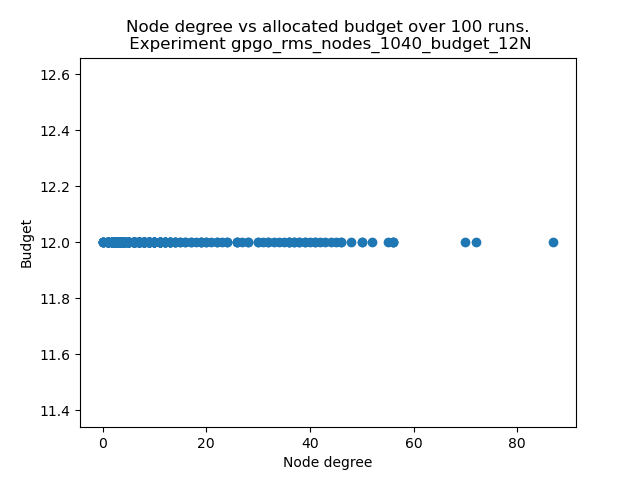 Node degree vs allocated budget over 100 runs.
Experiment gpgo_rms_nodes_1040_budget_12N
12.6
12.4
12.2
12.0
11.8
11.6
11.4
Budget
0 20 40 60 80
Node degree